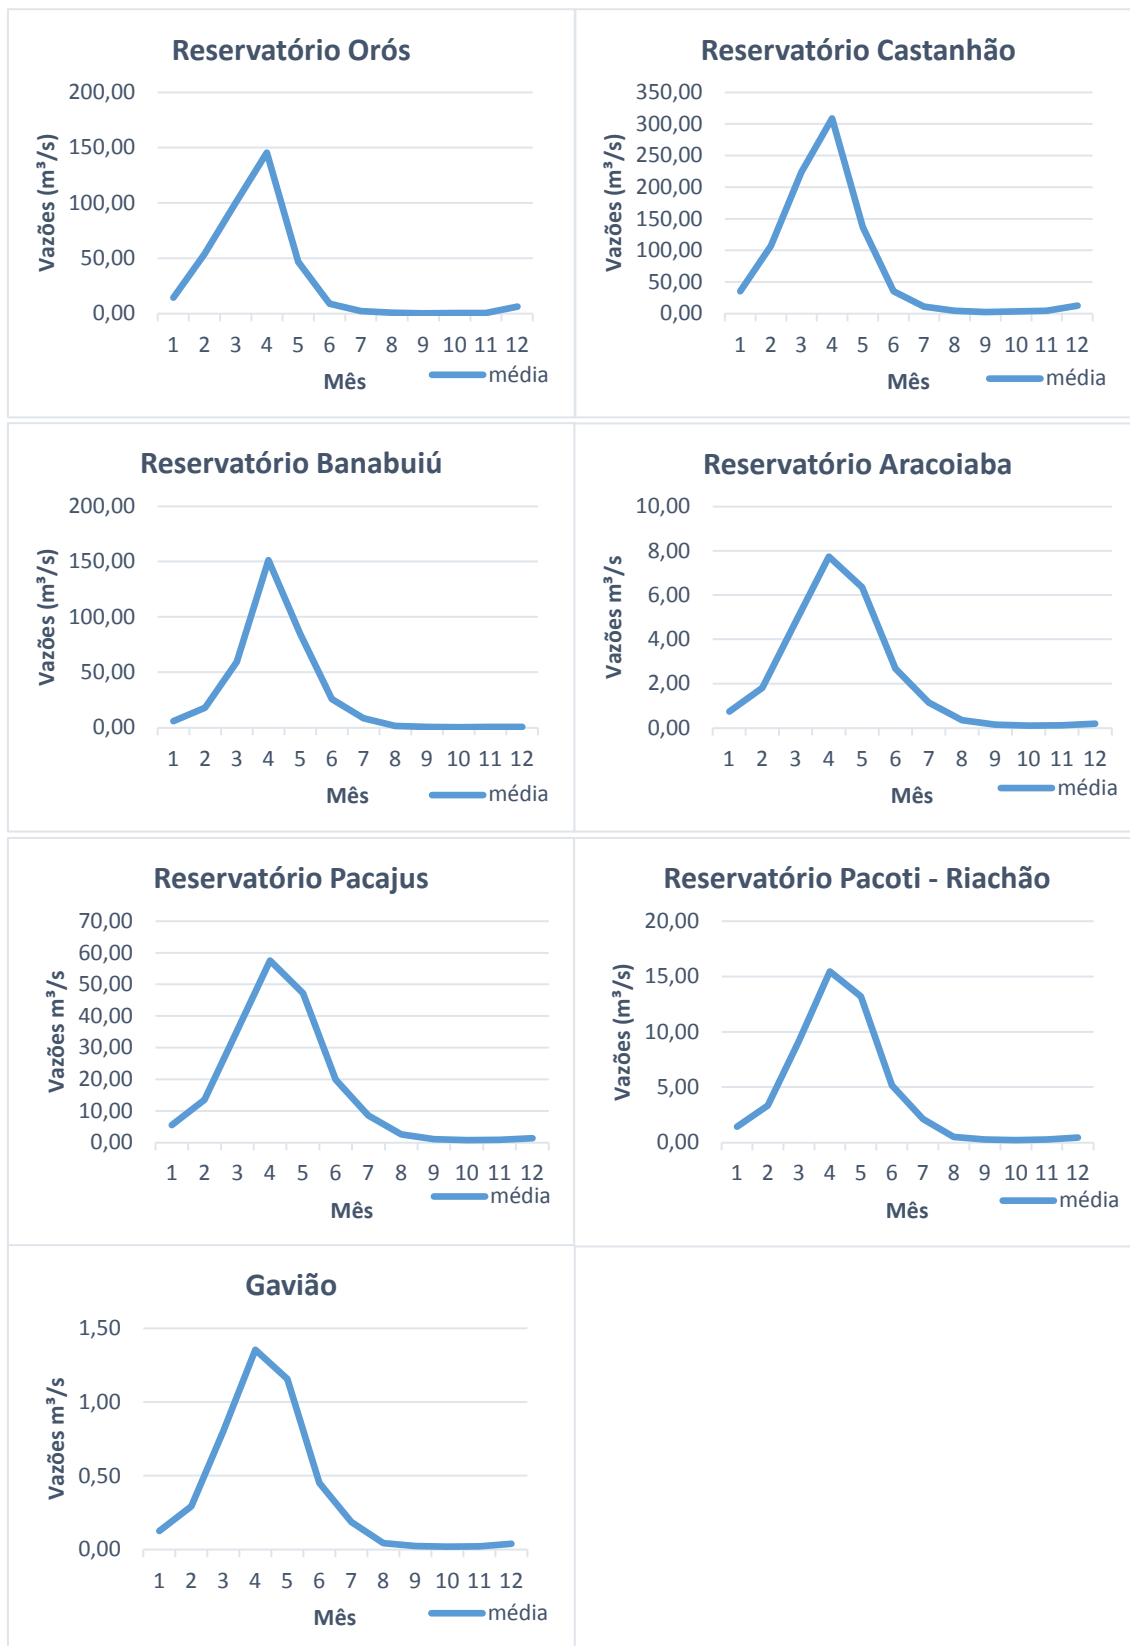 Reservatório Orós
200,00
150,00
100,00
50,00
0,00
Vazões (m³/s)
1 2 3 4 5 6 7 8 9 10 11 12
Mês
média
Reservatório Castanhão
350,00
300,00
250,00
200,00
150,00
100,00
50,00
0,00
Vazões (m³/s)
1 2 3 4 5 6 7 8 9 10 11 12
Mês
média
Reservatório Banabuiú
200,00
150,00
100,00
50,00
0,00
Vazões (m³/s)
1 2 3 4 5 6 7 8 9 10 11 12
Mês
média
Reservatório Aracoiaba
10,00
8,00
6,00
4,00
2,00
0,00
Vazões m³/s
1 2 3 4 5 6 7 8 9 10 11 12
Mês
média
Reservatório Pacajus
70,00
60,00
50,00
40,00
30,00
20,00
10,00
0,00
Vazões m³/s
1 2 3 4 5 6 7 8 9 10 11 12
Mês
média
Reservatório Pacoti - Riachão
20,00
15,00
10,00
5,00
0,00
Vazões (m³/s)
1 2 3 4 5 6 7 8 9 10 11 12
Mês
média
Gavião
1,50
1,00
0,50
0,00
Vazões m³/s
1 2 3 4 5 6 7 8 9 10 11 12
Mês
média